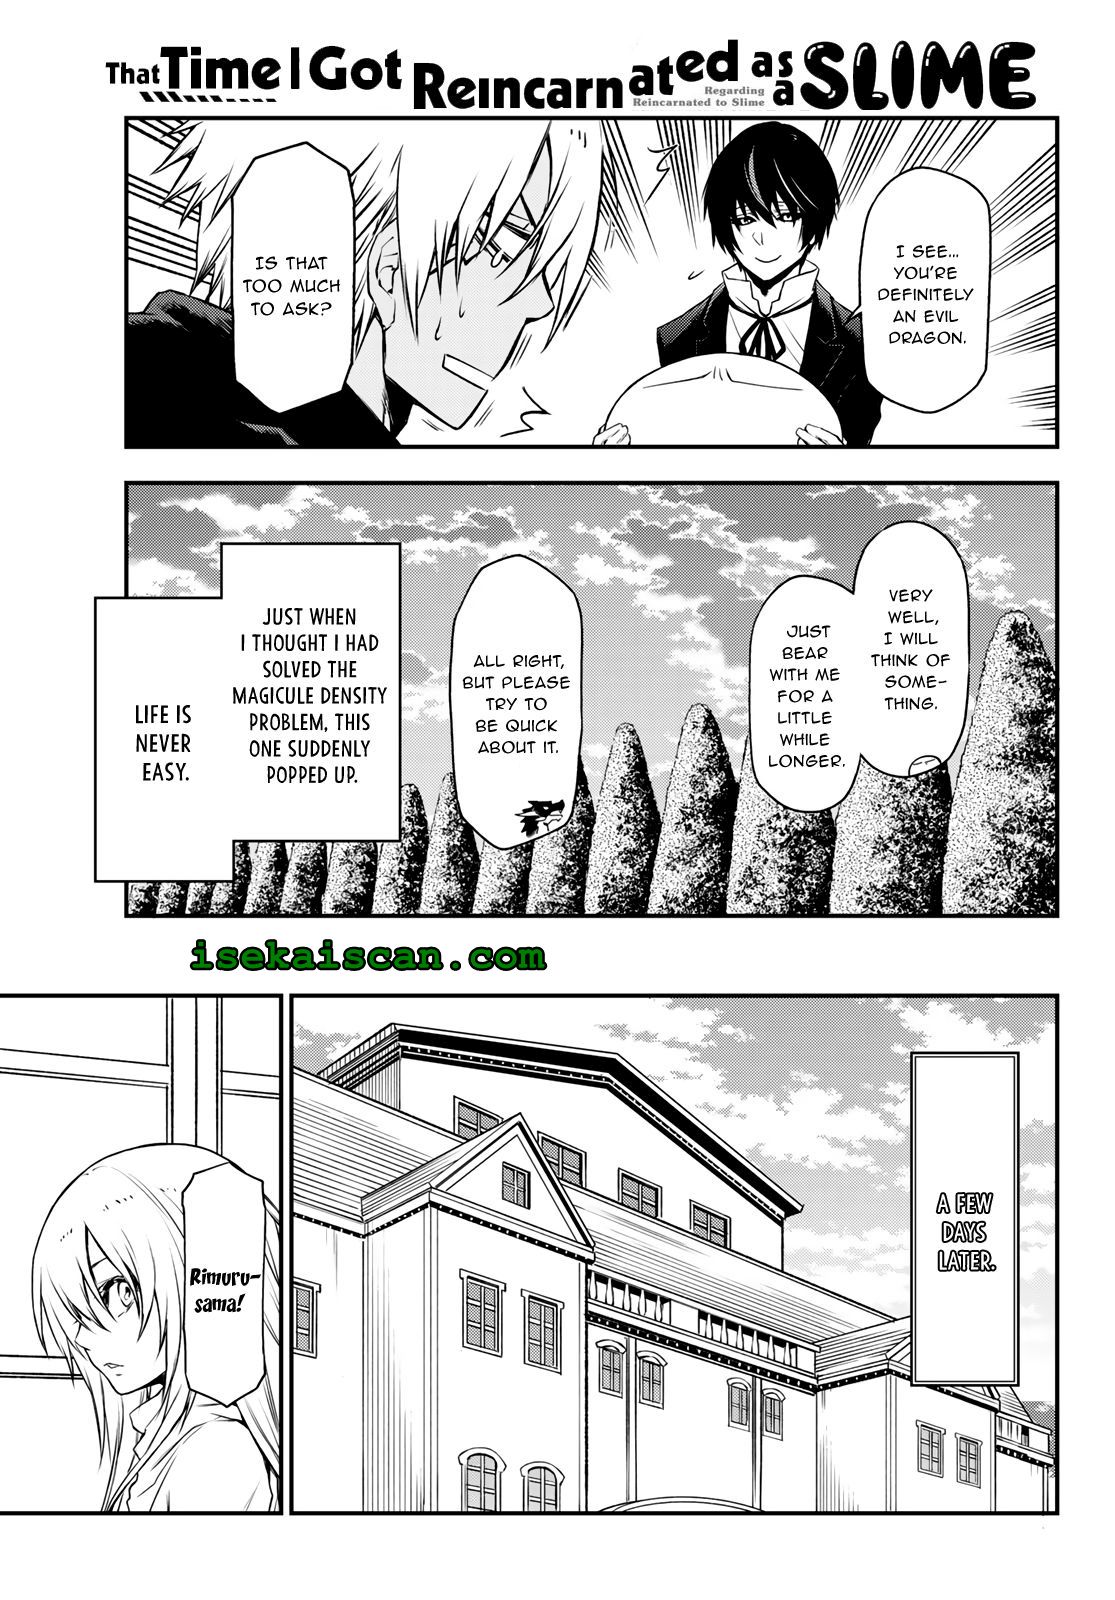 That Time I Got Reincarnated as a SLIME
Regarding
Reincarnated to Slime
I SEE...
YOU'RE
DEFINITELY
AN EVIL
DRAGON.
IS THAT
TOO MUCH
TO ASK?
VERY
WELL,
I WILL
THINK OF
SOME-
THING.
JUST
BEAR
WITH ME
FOR A
LITTLE
WHILE
LONGER.
ALL RIGHT,
BUT PLEASE
TRY TO
BE QUICK
ABOUT IT.
JUST WHEN
I THOUGHT I HAD
SOLVED THE
MAGICULE DENSITY
PROBLEM, THIS
ONE SUDDENLY
POPPED UP.
LIFE IS
NEVER
EASY.
isekaiscan.com
A FEW
DAYS
LATER.
Rimuru-
sama!